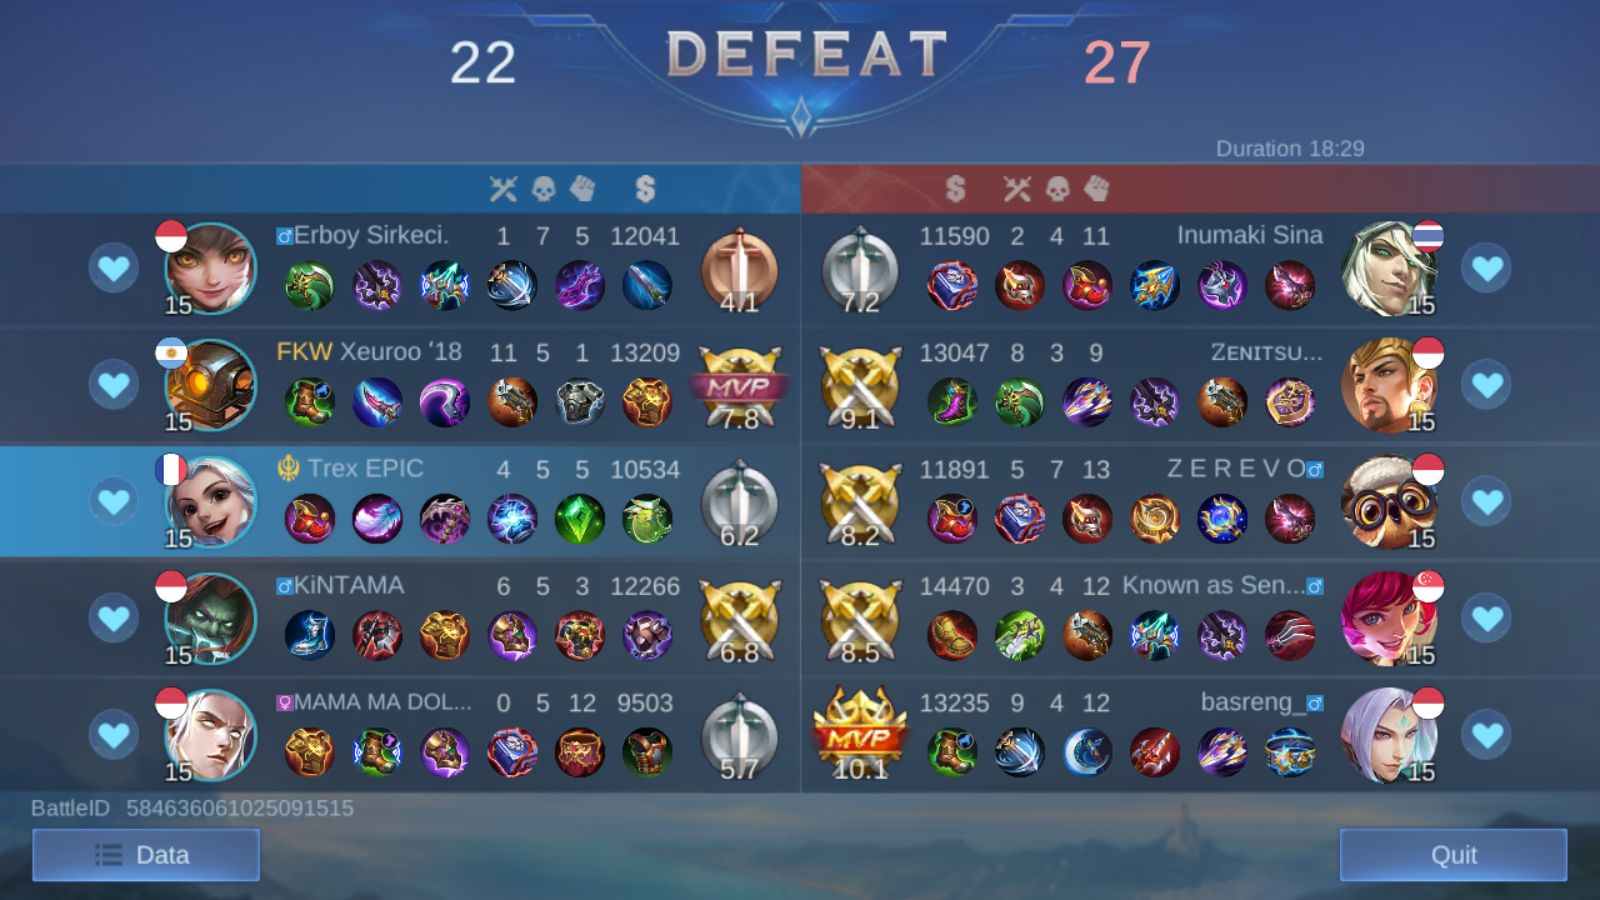 22 DEFEAT 27
Duration 18:29
Erboy Sirkeci. 1 7 5 12041
15 4.1
11590 2 4 11 Inumaki Sina
7.2 15
FKW Xeuroo ‘18 11 5 1 13209
15 MVP 7.8
13047 8 3 9 Zᴇɴɪᴛsᴜ...
9.1 15
Trex EPIC 4 5 5 10534
15 6.2
11891 5 7 13 Z E R E V O
8.2 15
KiNTAMA 6 5 3 12266
15 6.8
14470 3 4 12 Known as Sen...
8.5 15
MAMA MA DOL... 0 5 12 9503
15 5.7
13235 9 4 12 basreng_
MVP 10.1 15
BattleID 584636061025091515
Data
Quit